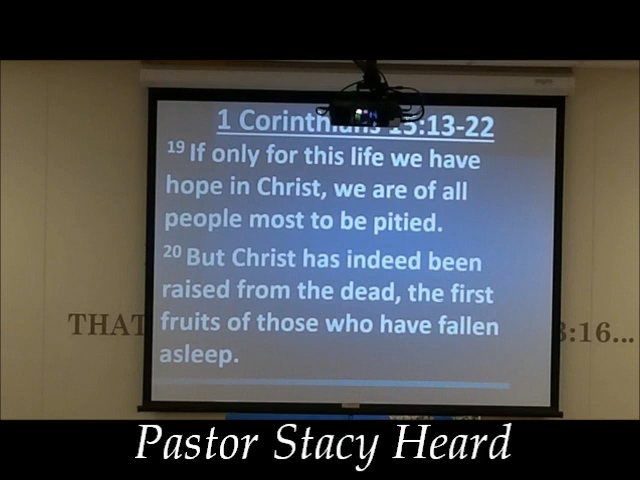 1 Corinthians 15:13-22
19 If only for this life we have
hope in Christ, we are of all
people most to be pitied.
20 But Christ has indeed been
raised from the dead, the first
fruits of those who have fallen
asleep.
THAT
3:16...
Pastor Stacy Heard